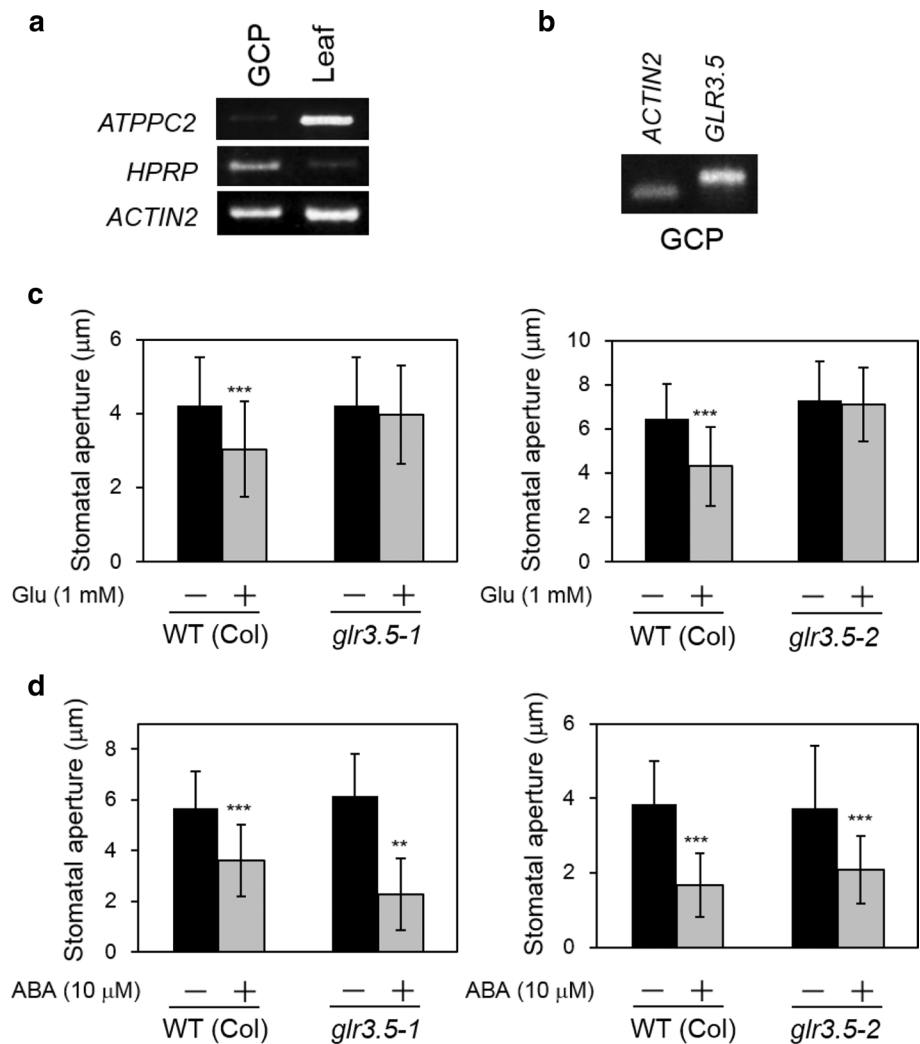 a
GCP
Leaf
ATPPC2
HPRP
ACTIN2
b
ACTIN2
GLR3.5
GCP
c
Stomatal aperture (μm)
6
4
2
0
***
Glu (1 mM)
− + − +
WT (Col)
glr3.5-1
Stomatal aperture (μm)
10
8
6
4
2
0
***
Glu (1 mM)
− + − +
WT (Col)
glr3.5-2
d
Stomatal aperture (μm)
8
6
4
2
0
***
**
ABA (10 μM)
− + − +
WT (Col)
glr3.5-1
Stomatal aperture (μm)
6
4
2
0
***
***
ABA (10 μM)
− + − +
WT (Col)
glr3.5-2